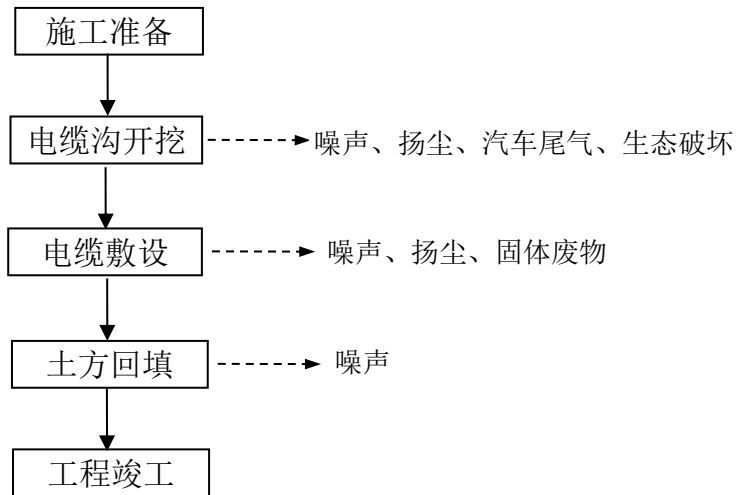 施工准备
电缆沟开挖
噪声、扬尘、汽车尾气、生态破坏
电缆敷设
噪声、扬尘、固体废物
土方回填
噪声
工程竣工